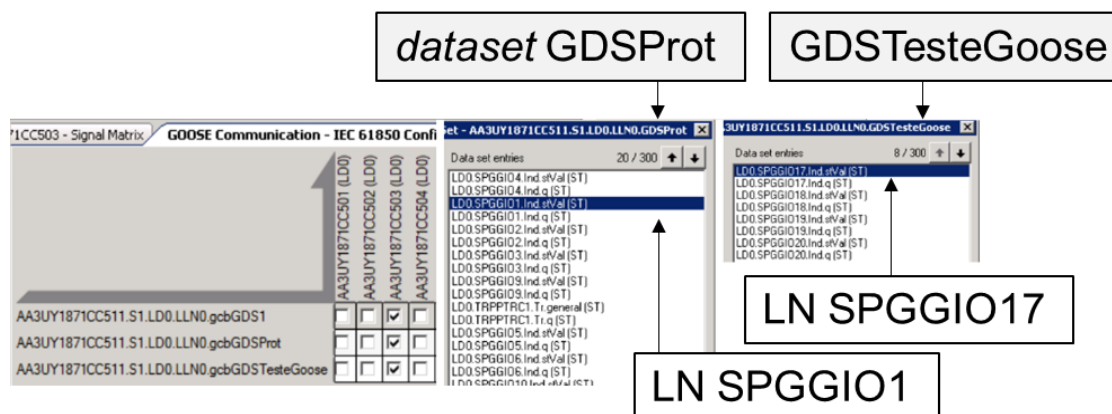 dataset GDSProt
GDSTesteGoose
71CC503 - Signal Matrix
GOOSE Communication - IEC 61850 Confi
AA3UY1871CC501 (LD0)
AA3UY1871CC502 (LD0)
AA3UY1871CC503 (LD0)
AA3UY1871CC504 (LD0)
AA3UY1871CC511.S1.LD0.LLN0.gcbGDS1
AA3UY1871CC511.S1.LD0.LLN0.gcbGDSProt
AA3UY1871CC511.S1.LD0.LLN0.gcbGDSTesteGoose
Set - AA3UY1871CC511.S1.LD0.LLN0.GDSProt
Data set entries 20 / 300
LD0.SPGGIO4.Ind.stVal (ST)
LD0.SPGGIO4.Ind.q (ST)
LD0.SPGGIO1.Ind.stVal (ST)
LD0.SPGGIO1.Ind.q (ST)
LD0.SPGGIO2.Ind.stVal (ST)
LD0.SPGGIO2.Ind.q (ST)
LD0.SPGGIO3.Ind.stVal (ST)
LD0.SPGGIO3.Ind.q (ST)
LD0.SPGGIO9.Ind.stVal (ST)
LD0.SPGGIO9.Ind.q (ST)
LD0.TRPPTRC1.Tr.general (ST)
LD0.TRPPTRC1.Tr.q (ST)
LD0.SPGGIO5.Ind.stVal (ST)
LD0.SPGGIO5.Ind.q (ST)
LD0.SPGGIO6.Ind.stVal (ST)
LD0.SPGGIO6.Ind.q (ST)
LD0.SPGGIO10.Ind.stVal (ST)
3UY1871CC511.S1.LD0.LLN0.GDSTesteGoose
Data set entries 8 / 300
LD0.SPGGIO17.Ind.stVal (ST)
LD0.SPGGIO17.Ind.q (ST)
LD0.SPGGIO18.Ind.stVal (ST)
LD0.SPGGIO18.Ind.q (ST)
LD0.SPGGIO19.Ind.stVal (ST)
LD0.SPGGIO19.Ind.q (ST)
LD0.SPGGIO20.Ind.stVal (ST)
LD0.SPGGIO20.Ind.q (ST)
LN SPGGIO17
LN SPGGIO1